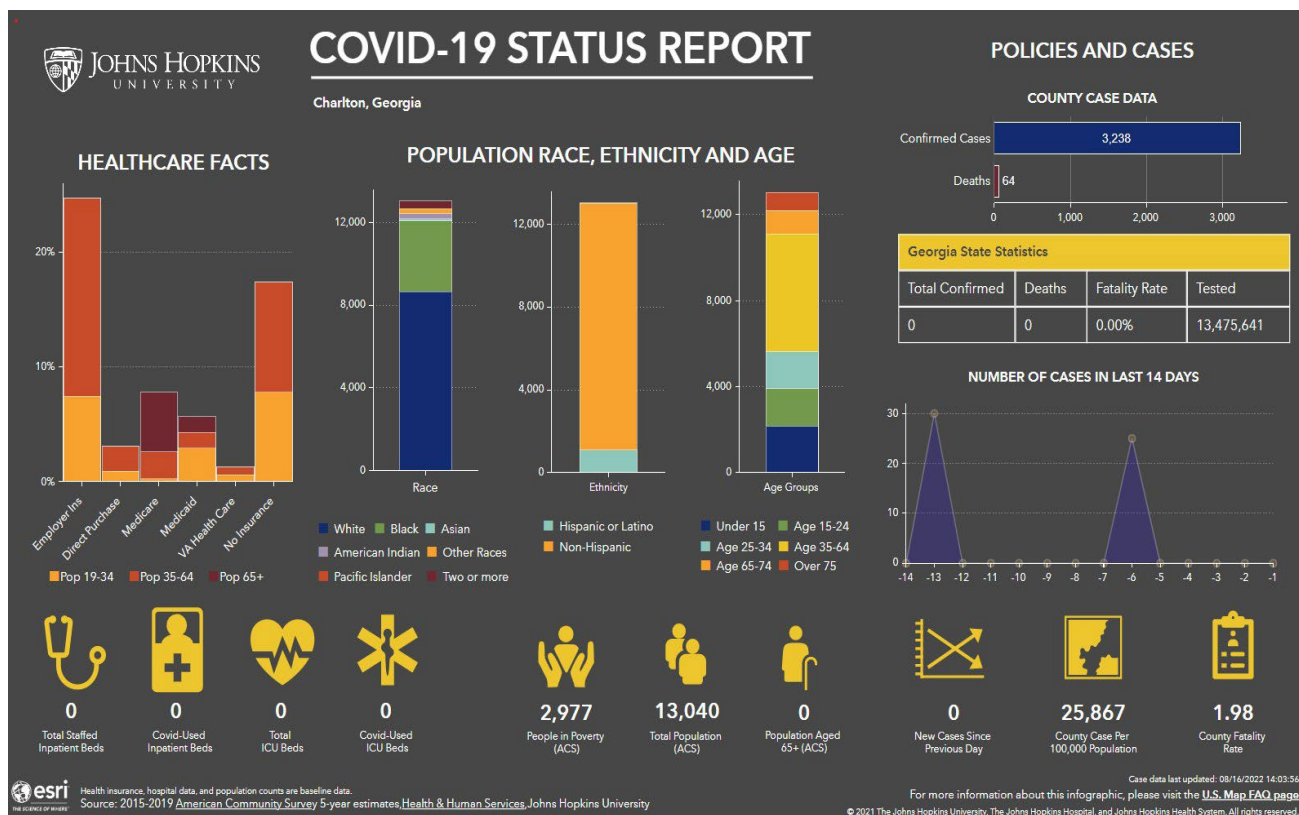 JOHNS HOPKINS
UNIVERSITY
COVID-19 STATUS REPORT
Charlton, Georgia
HEALTHCARE FACTS
20%
10%
0%
Employer Ins
Direct Purchase
Medicare
Medicaid
VA Health Care
No Insurance
Pop 19-34 Pop 35-64 Pop 65+
POPULATION RACE, ETHNICITY AND AGE
12,000
8,000
4,000
0
Race
White Black Asian
American Indian Other Races
Pacific Islander Two or more
12,000
8,000
4,000
0
Ethnicity
Hispanic or Latino
Non-Hispanic
12,000
8,000
4,000
0
Age Groups
Under 15 Age 15-24
Age 25-34 Age 35-64
Age 65-74 Over 75
POLICIES AND CASES
COUNTY CASE DATA
Confirmed Cases 3,238
Deaths 64
0 1,000 2,000 3,000
Georgia State Statistics
Total Confirmed Deaths Fatality Rate Tested
0 0 0.00% 13,475,641
NUMBER OF CASES IN LAST 14 DAYS
30
20
10
0
-14 -13 -12 -11 -10 -9 -8 -7 -6 -5 -4 -3 -2 -1
0
Total Staffed
Inpatient Beds
0
Covid-Used
Inpatient Beds
0
Total
ICU Beds
0
Covid-Used
ICU Beds
2,977
People in Poverty
(ACS)
13,040
Total Population
(ACS)
0
Population Aged
65+ (ACS)
0
New Cases Since
Previous Day
25,867
County Case Per
100,000 Population
1.98
County Fatality
Rate
esri
THE SCIENCE OF WHERE
Health insurance, hospital data, and population counts are baseline data.
Source: 2015-2019 American Community Survey 5-year estimates,Health & Human Services,Johns Hopkins University
Case data last updated: 08/16/2022 14:03:56
For more information about this infographic, please visit the U.S. Map FAQ page
© 2021 The Johns Hopkins University, The Johns Hopkins Hospital, and Johns Hopkins Health System. All rights reserved.